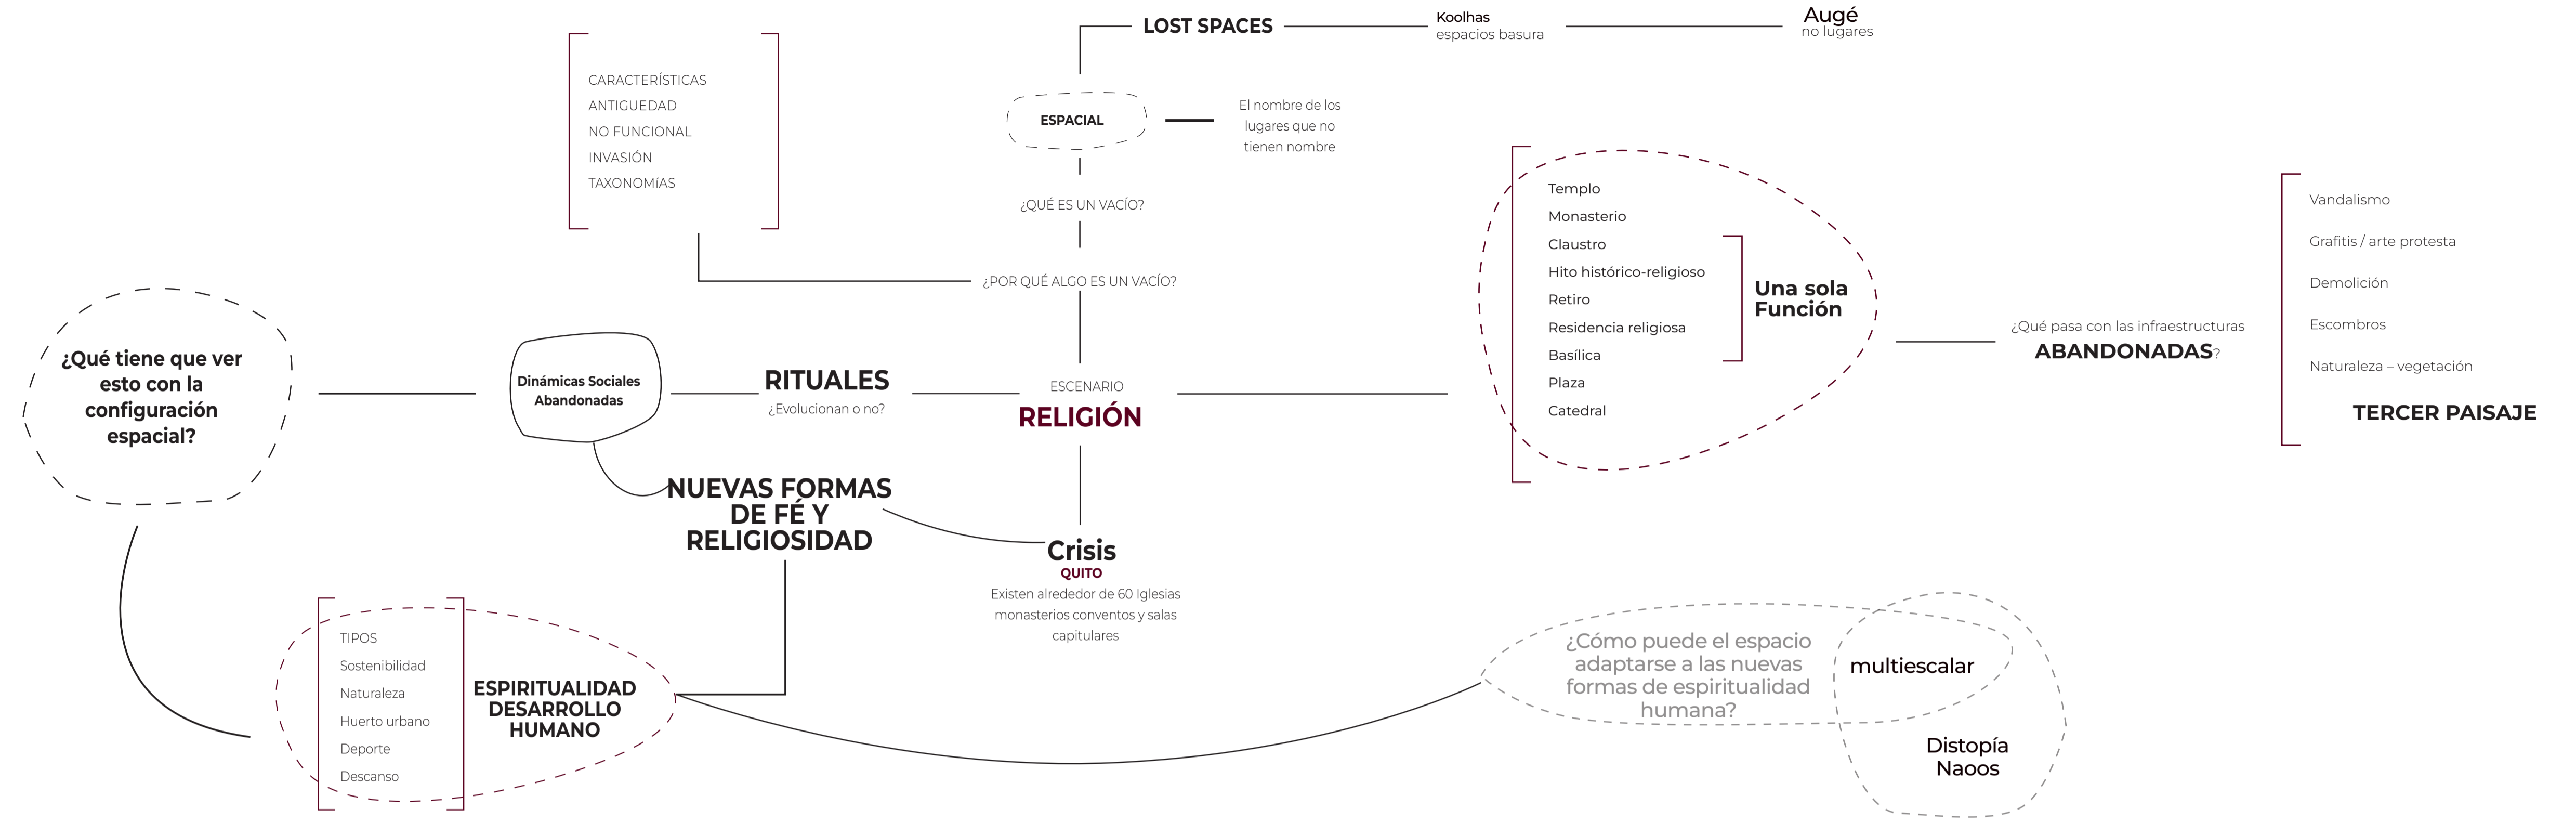 LOST SPACES
Koolhas
espacios basura
Augé
no lugares
CARACTERÍSTICAS
ANTIGUEDAD
NO FUNCIONAL
INVASIÓN
TAXONOMíAS
ESPACIAL
El nombre de los
lugares que no
tienen nombre
¿QUÉ ES UN VACÍO?
¿POR QUÉ ALGO ES UN VACÍO?
Templo
Monasterio
Claustro
Hito histórico-religioso
Retiro
Residencia religiosa
Basílica
Plaza
Catedral
Una sola
Función
¿Qué pasa con las infraestructuras
ABANDONADAS?
Vandalismo
Grafitis / arte protesta
Demolición
Escombros
Naturaleza – vegetación
TERCER PAISAJE
¿Qué tiene que ver
esto con la
configuración
espacial?
Dinámicas Sociales
Abandonadas
RITUALES
¿Evolucionan o no?
ESCENARIO
RELIGIÓN
NUEVAS FORMAS
DE FÉ Y
RELIGIOSIDAD
Crisis
QUITO
Existen alrededor de 60 Iglesias
monasterios conventos y salas
capitulares
TIPOS
Sostenibilidad
Naturaleza
Huerto urbano
Deporte
Descanso
ESPIRITUALIDAD
DESARROLLO
HUMANO
¿Cómo puede el espacio
adaptarse a las nuevas
formas de espiritualidad
humana?
multiescalar
Distopía
Naoos